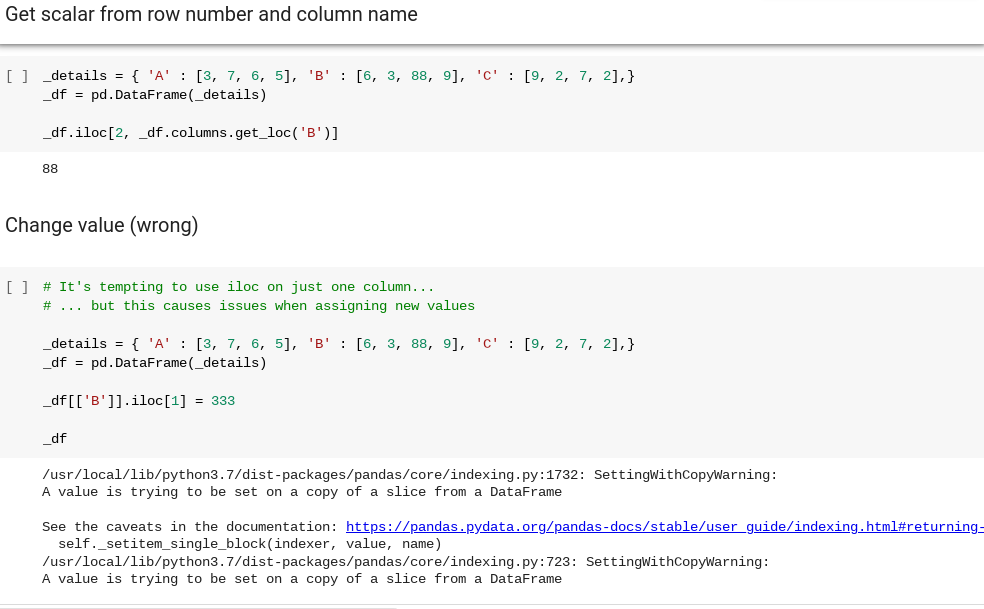 Get scalar from row number and column name
[ ] _details = { 'A' : [3, 7, 6, 5], 'B' : [6, 3, 88, 9], 'C' : [9, 2, 7, 2],}
_df = pd.DataFrame(_details)
_df.iloc[2, _df.columns.get_loc('B')]
88
Change value (wrong)
[ ] # It's tempting to use iloc on just one column...
# ... but this causes issues when assigning new values
_details = { 'A' : [3, 7, 6, 5], 'B' : [6, 3, 88, 9], 'C' : [9, 2, 7, 2],}
_df = pd.DataFrame(_details)
_df[['B']].iloc[1] = 333
_df
/usr/local/lib/python3.7/dist-packages/pandas/core/indexing.py:1732: SettingWithCopyWarning:
A value is trying to be set on a copy of a slice from a DataFrame
See the caveats in the documentation: https://pandas.pydata.org/pandas-docs/stable/user_guide/indexing.html#returning-
self._setitem_single_block(indexer, value, name)
/usr/local/lib/python3.7/dist-packages/pandas/core/indexing.py:723: SettingWithCopyWarning:
A value is trying to be set on a copy of a slice from a DataFrame